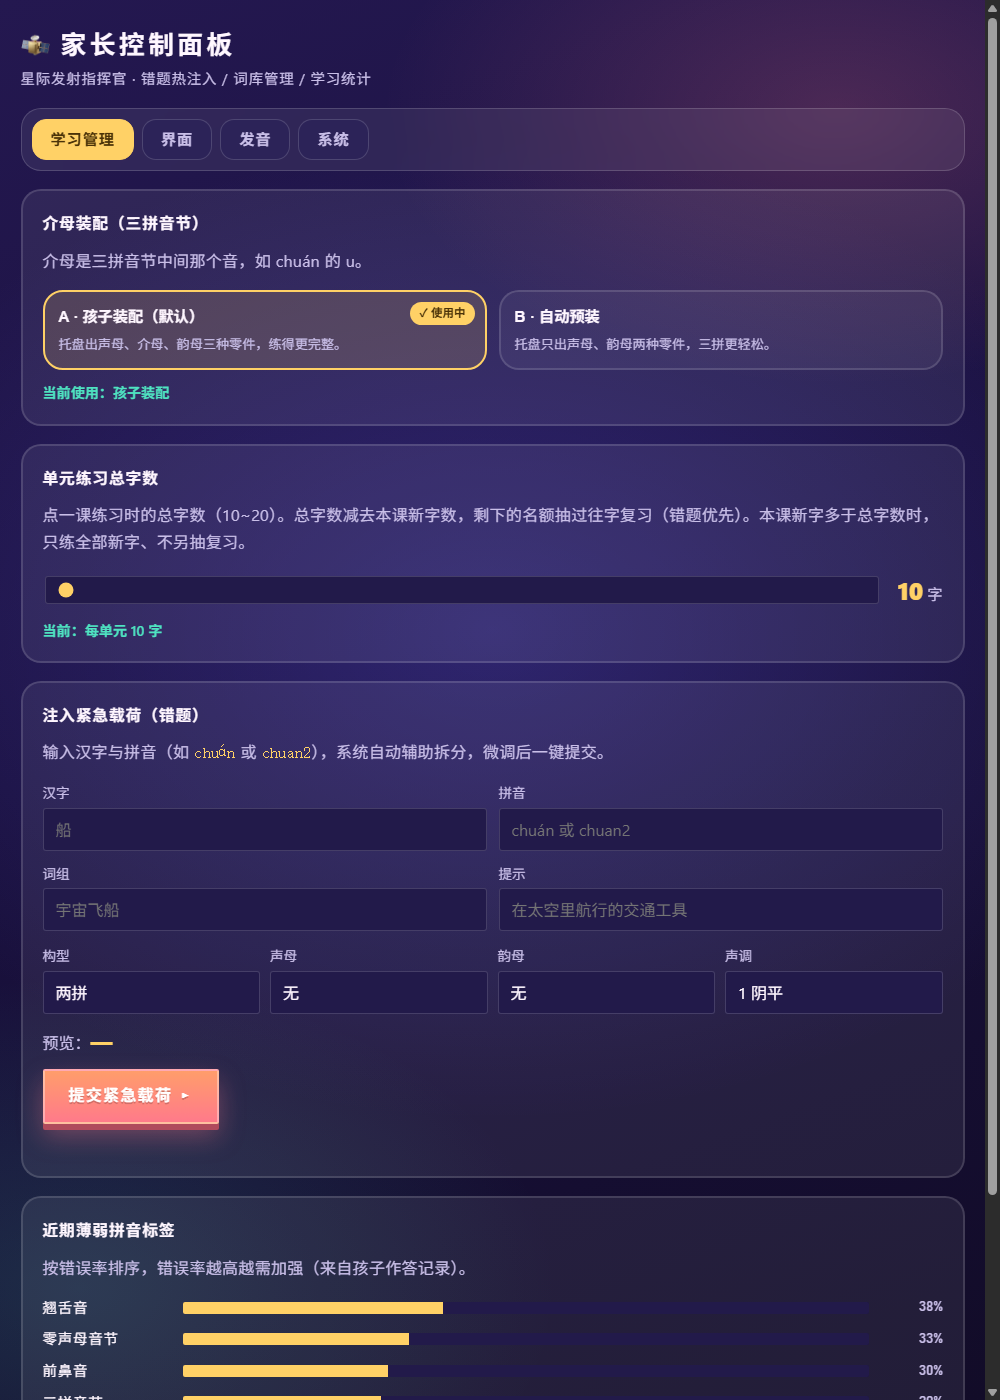 家长控制面板
星际发射指挥官 · 错题热注入 / 词库管理 / 学习统计
学习管理 界面 发音 系统
介母装配（三拼音节）
介母是三拼音节中间那个音，如 chuán 的 u。
A · 孩子装配（默认） ✓ 使用中
托盘出声母、介母、韵母三种零件，练得更完整。
B · 自动预装
托盘只出声母、韵母两种零件，三拼更轻松。
当前使用：孩子装配
单元练习总字数
点一课练习时的总字数（10~20）。总字数减去本课新字数，剩下的名额抽过往字复习（错题优先）。本课新字多于总字数时，
只练全部新字、不另抽复习。
10 字
当前：每单元 10 字
注入紧急载荷（错题）
输入汉字与拼音（如 chuán 或 chuan2），系统自动辅助拆分，微调后一键提交。
汉字 拼音
船 chuán 或 chuan2
词组 提示
宇宙飞船 在太空里航行的交通工具
构型 声母 韵母 声调
两拼 无 无 1 阴平
预览：—
提交紧急载荷 ▸
近期薄弱拼音标签
按错误率排序，错误率越高越需加强（来自孩子作答记录）。
翘舌音 38%
零声母音节 33%
前鼻音 30%